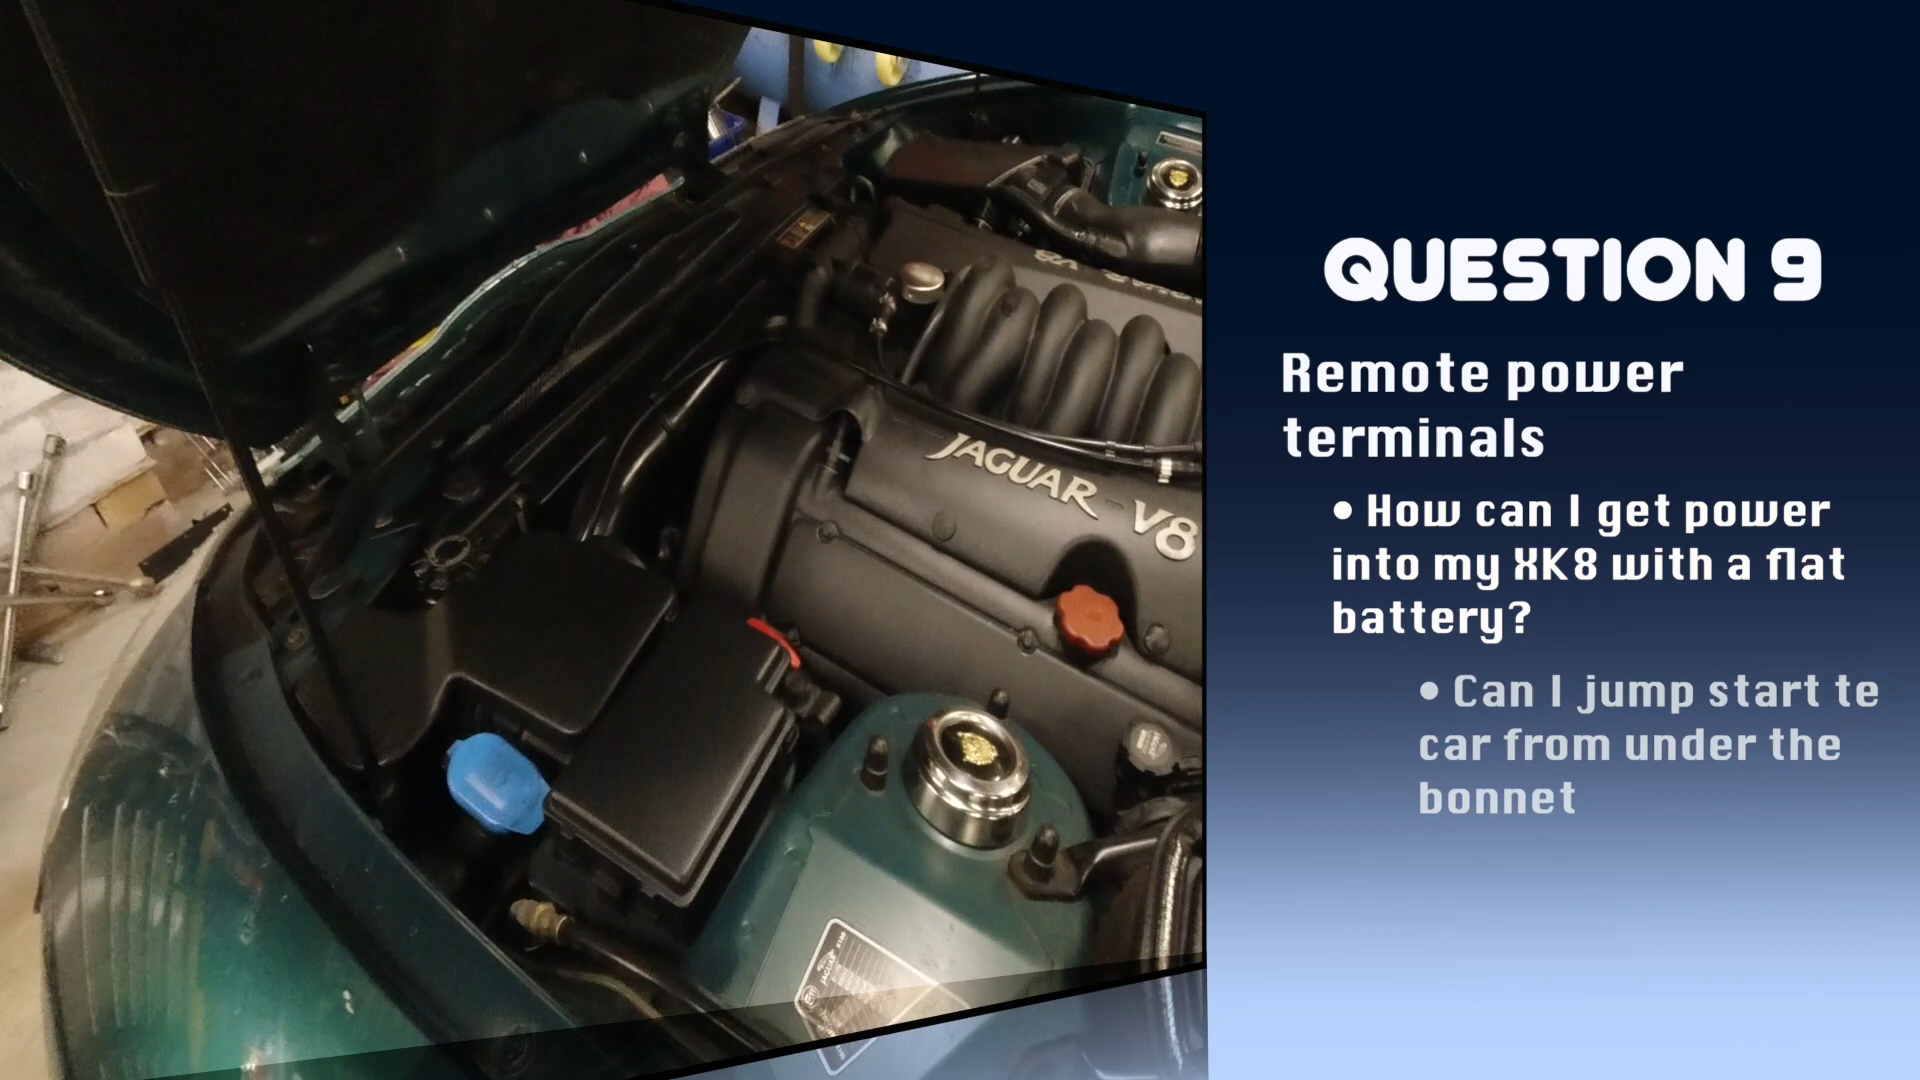 QUESTION 9
Remote power
terminals
• How can I get power
into my XK8 with a flat
battery?
• Can I jump start te
car from under the
bonnet
JAGUAR V8
JAGUAR